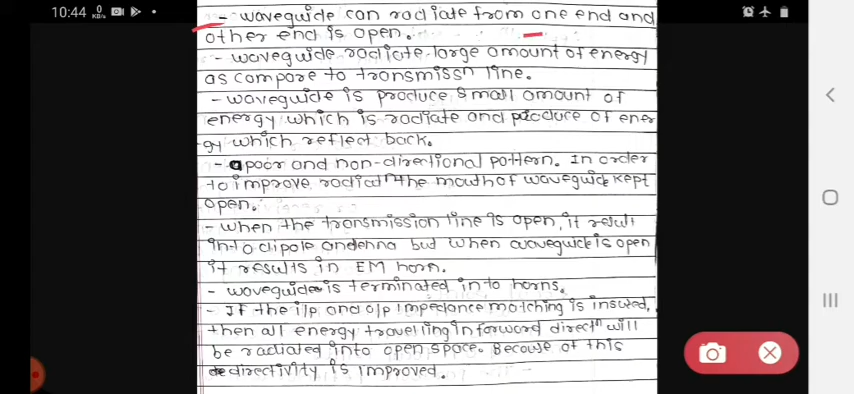 10:44
- waveguide can radiate from one end and
other end is open.
- waveguide radiate large amount of energy
as compare to transmissⁿ line.
- waveguide is produce small amount of
energy which is radiate and produce of ener
gy which reflect back.
- a poor and non-directional pattern. In order
to improve radiatⁿ the mouth of waveguide kept
open.
- when the transmission line is open, it result
into dipole andenna but when waveguide is open
it results in EM horn.
- waveguide is terminated in to horns.
- If the i/p and o/p impedance matching is insured,
then all energy travelling in forward directⁿ will
be radiated into open space. Because of this
directivity is improved.